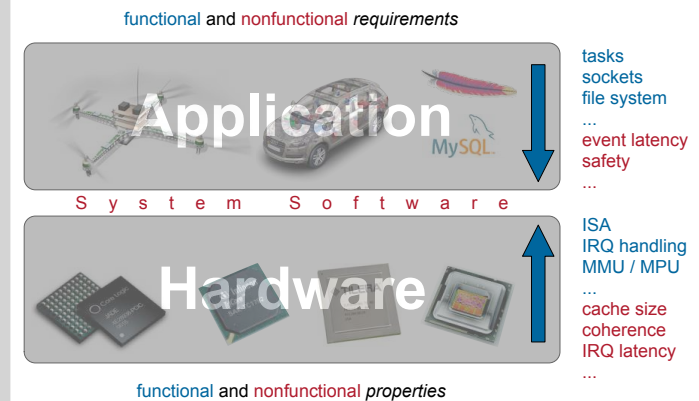 functional and nonfunctional requirements
Application
MySQL
tasks
sockets
file system
...
event latency
safety
...
System Software
Hardware
ISA
IRQ handling
MMU / MPU
...
cache size
coherence
IRQ latency
...
functional and nonfunctional properties